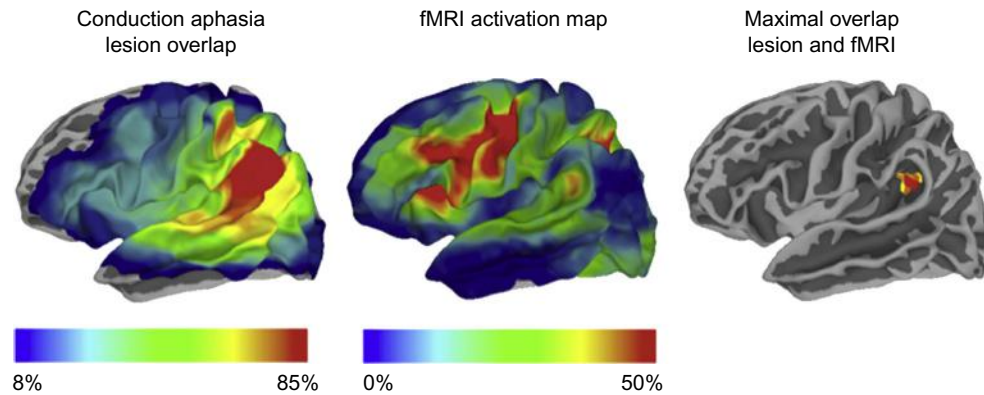 Conduction aphasia
lesion overlap
fMRI activation map
Maximal overlap
lesion and fMRI
8%
85%
0%
50%